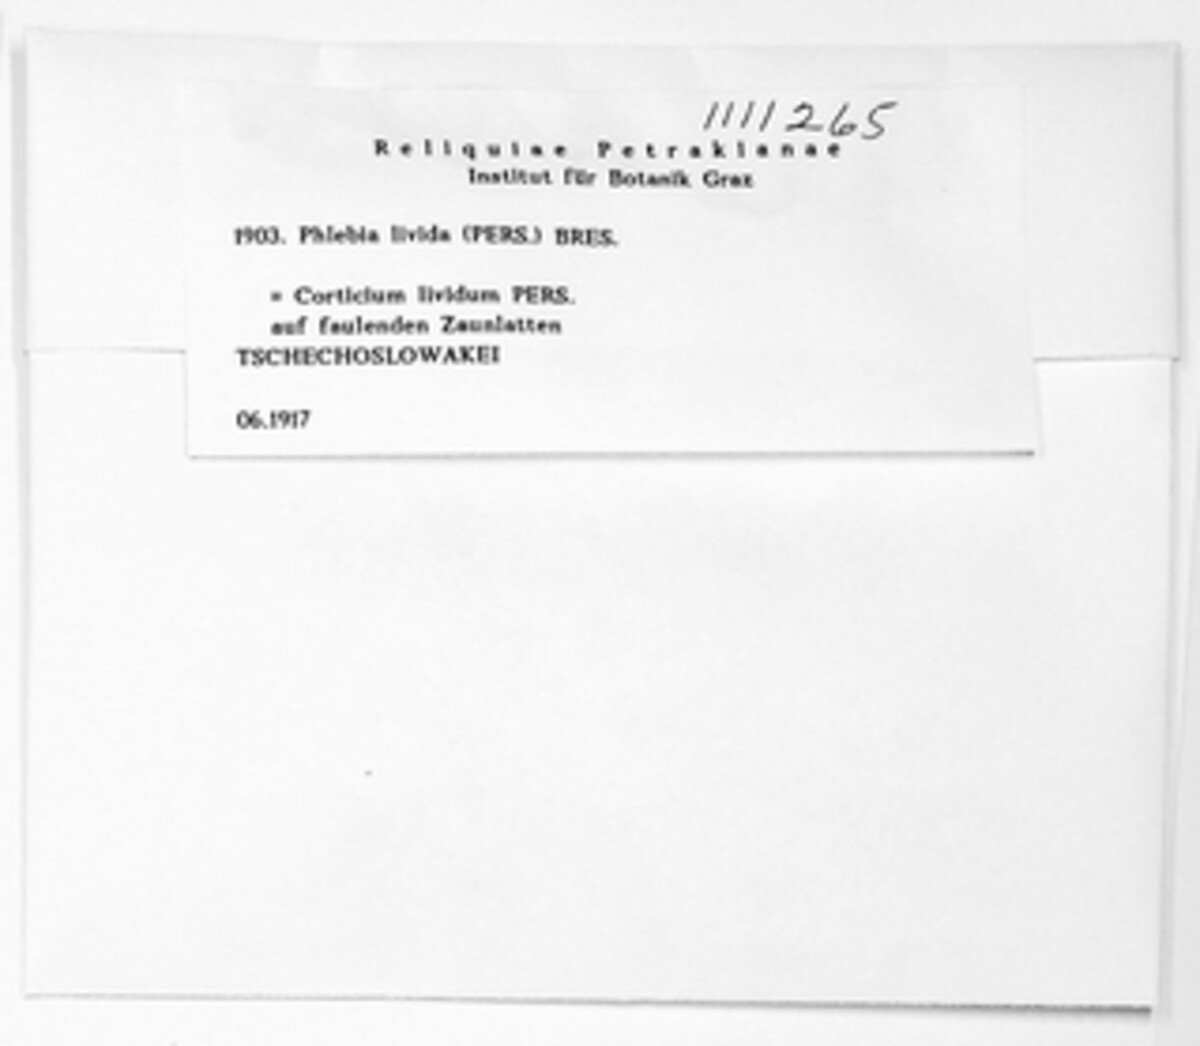 1111265
Reliquiae Petrakianae
Institut für Botanik Graz
1903. Phlebia livida (PERS.) BRES.
= Corticium lividum PERS.
auf faulenden Zaunlatten
TSCHECHOSLOWAKEI
06.1917